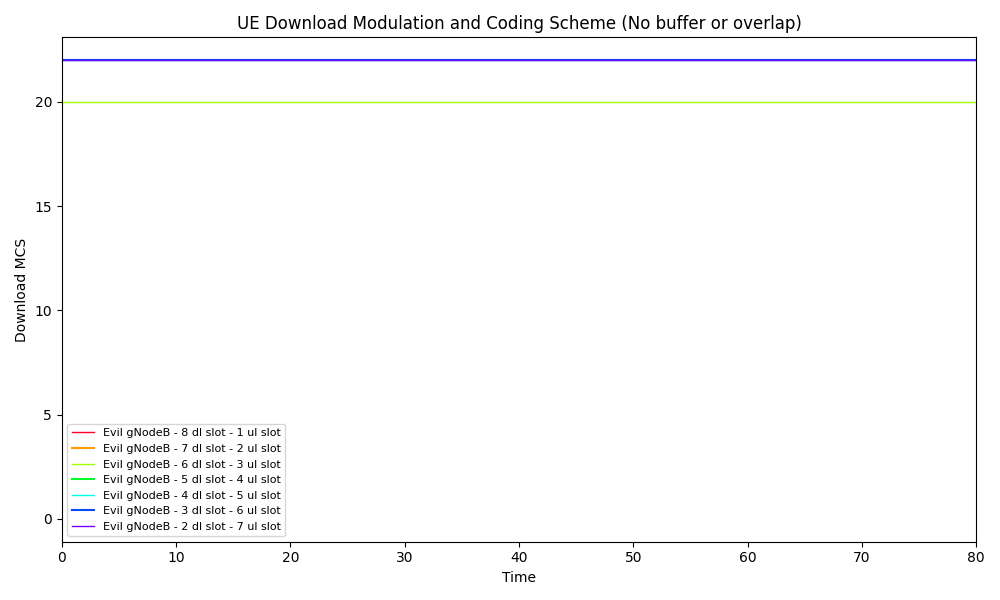 UE Download Modulation and Coding Scheme (No buffer or overlap)
20
15
10
5
0
Download MCS
Evil gNodeB - 8 dl slot - 1 ul slot
Evil gNodeB - 7 dl slot - 2 ul slot
Evil gNodeB - 6 dl slot - 3 ul slot
Evil gNodeB - 5 dl slot - 4 ul slot
Evil gNodeB - 4 dl slot - 5 ul slot
Evil gNodeB - 3 dl slot - 6 ul slot
Evil gNodeB - 2 dl slot - 7 ul slot
0 10 20 30 40 50 60 70 80
Time